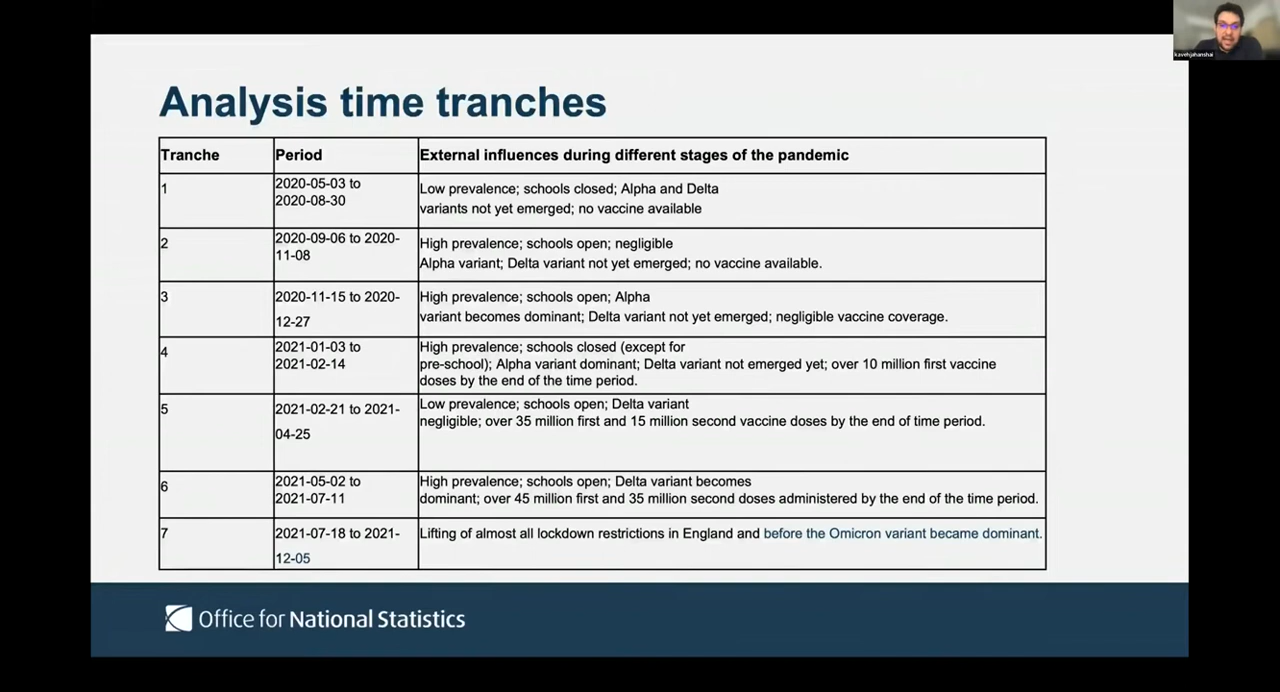 kavehjahanshai
Analysis time tranches
Tranche
Period
External influences during different stages of the pandemic
1
2020-05-03 to
2020-08-30
Low prevalence; schools closed; Alpha and Delta
variants not yet emerged; no vaccine available
2
2020-09-06 to 2020-
11-08
High prevalence; schools open; negligible
Alpha variant; Delta variant not yet emerged; no vaccine available.
3
2020-11-15 to 2020-
12-27
High prevalence; schools open; Alpha
variant becomes dominant; Delta variant not yet emerged; negligible vaccine coverage.
4
2021-01-03 to
2021-02-14
High prevalence; schools closed (except for
pre-school); Alpha variant dominant; Delta variant not emerged yet; over 10 million first vaccine
doses by the end of the time period.
5
2021-02-21 to 2021-
04-25
Low prevalence; schools open; Delta variant
negligible; over 35 million first and 15 million second vaccine doses by the end of time period.
6
2021-05-02 to
2021-07-11
High prevalence; schools open; Delta variant becomes
dominant; over 45 million first and 35 million second doses administered by the end of the time period.
7
2021-07-18 to 2021-
12-05
Lifting of almost all lockdown restrictions in England and before the Omicron variant became dominant.
Office for National Statistics